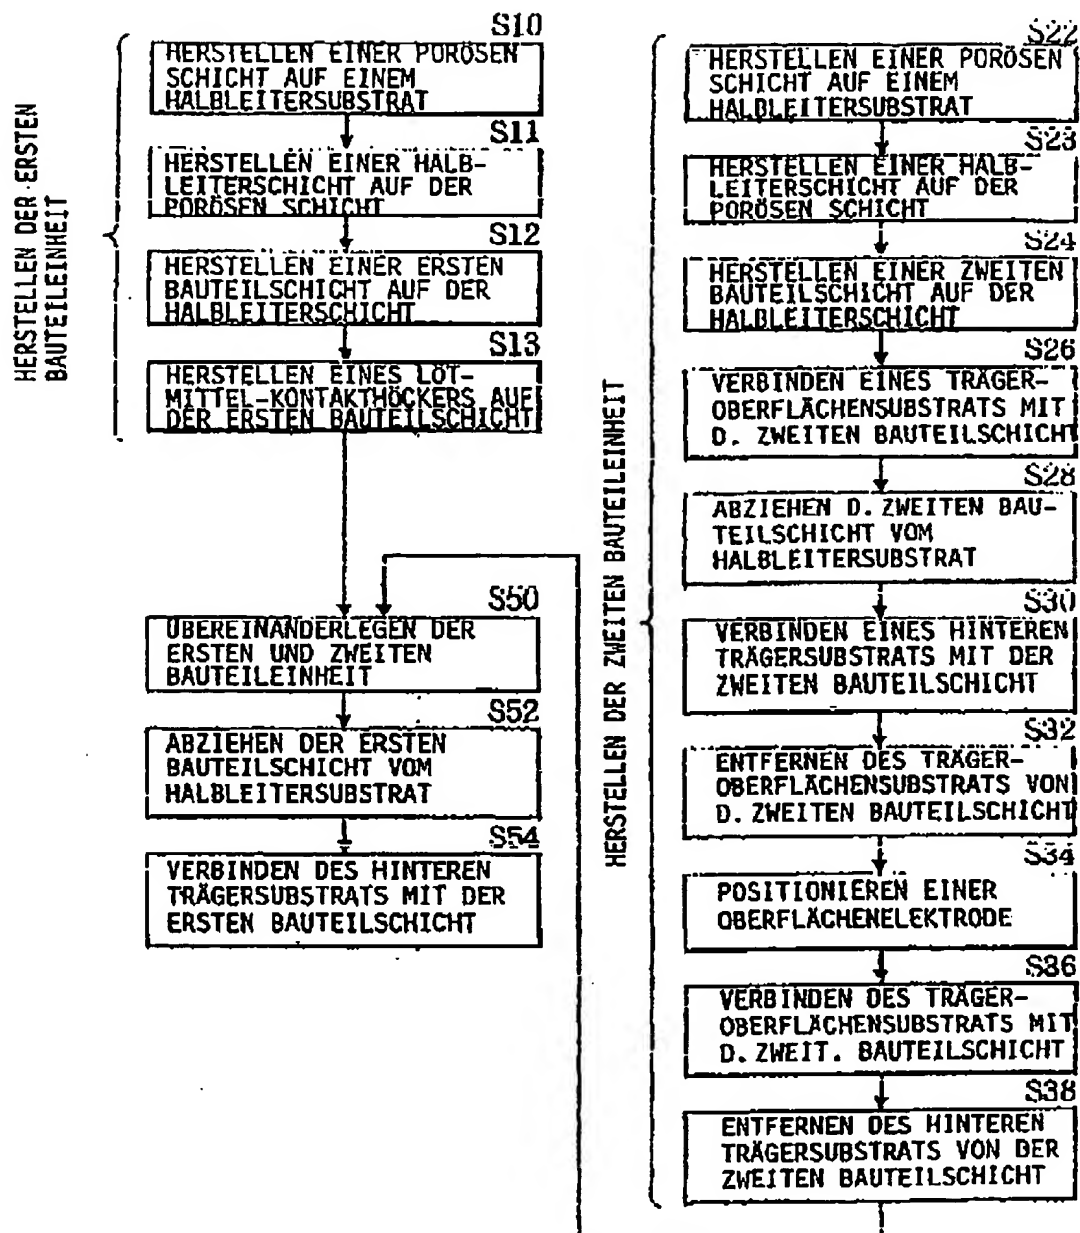 HERSTELLEN DER ERSTEN
BAUTEILEINHEIT
S10
HERSTELLEN EINER PORÖSEN
SCHICHT AUF EINEM
HALBLEITERSUBSTRAT
S11
HERSTELLEN EINER HALB-
LEITERSCHICHT AUF DER
PORÖSEN SCHICHT
S12
HERSTELLEN EINER ERSTEN
BAUTEILSCHICHT AUF DER
HALBLEITERSCHICHT
S13
HERSTELLEN EINES LÖT-
MITTEL-KONTAKTHÖCKERS AUF
DER ERSTEN BAUTEILSCHICHT
S50
ÜBEREINANDERLEGEN DER
ERSTEN UND ZWEITEN
BAUTEILEINHEIT
S52
ABZIEHEN DER ERSTEN
BAUTEILSCHICHT VOM
HALBLEITERSUBSTRAT
S54
VERBINDEN DES HINTEREN
TRÄGERSUBSTRATS MIT DER
ERSTEN BAUTEILSCHICHT
HERSTELLEN DER ZWEITEN BAUTEILEINHEIT
S22
HERSTELLEN EINER PORÖSEN
SCHICHT AUF EINEM
HALBLEITERSUBSTRAT
S23
HERSTELLEN EINER HALB-
LEITERSCHICHT AUF DER
PORÖSEN SCHICHT
S24
HERSTELLEN EINER ZWEITEN
BAUTEILSCHICHT AUF DER
HALBLEITERSCHICHT
S26
VERBINDEN EINES TRÄGER-
OBERFLÄCHENSUBSTRATS MIT
D. ZWEITEN BAUTEILSCHICHT
S28
ABZIEHEN D. ZWEITEN BAU-
TEILSCHICHT VOM
HALBLEITERSUBSTRAT
S30
VERBINDEN EINES HINTEREN
TRÄGERSUBSTRATS MIT DER
ZWEITEN BAUTEILSCHICHT
S32
ENTFERNEN DES TRÄGER-
OBERFLÄCHENSUBSTRATS VON
D. ZWEITEN BAUTEILSCHICHT
S34
POSITIONIEREN EINER
OBERFLÄCHENELEKTRODE
S36
VERBINDEN DES TRÄGER-
OBERFLÄCHENSUBSTRATS MIT
D. ZWEIT. BAUTEILSCHICHT
S38
ENTFERNEN DES HINTEREN
TRÄGERSUBSTRATS VON DER
ZWEITEN BAUTEILSCHICHT